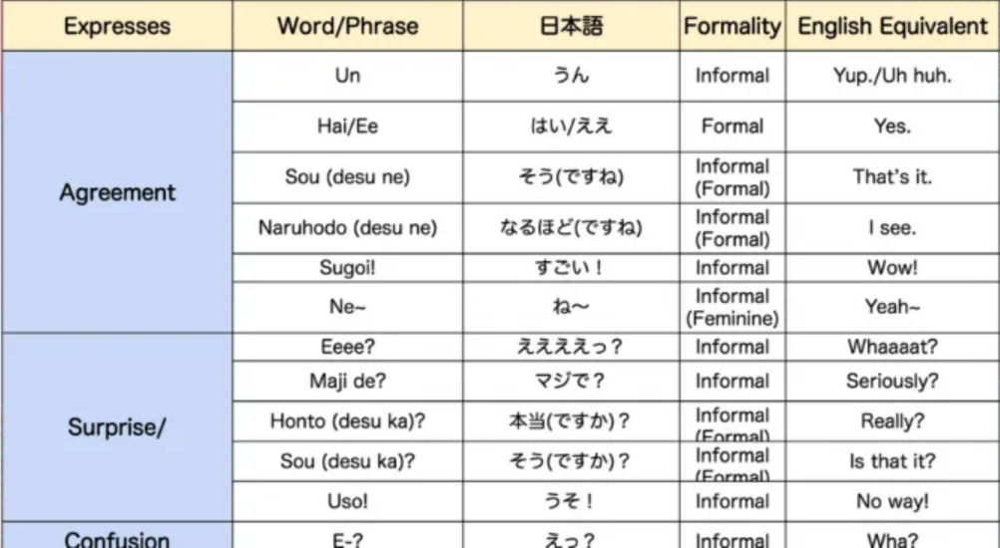 Expresses Word/Phrase 日本語 Formality English Equivalent
Agreement
Un うん Informal Yup./Uh huh.
Hai/Ee はい/ええ Formal Yes.
Sou (desu ne) そう(ですね) Informal (Formal) That's it.
Naruhodo (desu ne) なるほど(ですね) Informal (Formal) I see.
Sugoi! すごい！ Informal Wow!
Ne~ ね〜 Informal (Feminine) Yeah~
Surprise/
Eeee? ええええっ？ Informal Whaaaat?
Maji de? マジで？ Informal Seriously?
Honto (desu ka)? 本当(ですか)？ Informal (Formal) Really?
Sou (desu ka)? そう(ですか)？ Informal (Formal) Is that it?
Uso! うそ！ Informal No way!
Confusion E-? えっ？ Informal Wha?